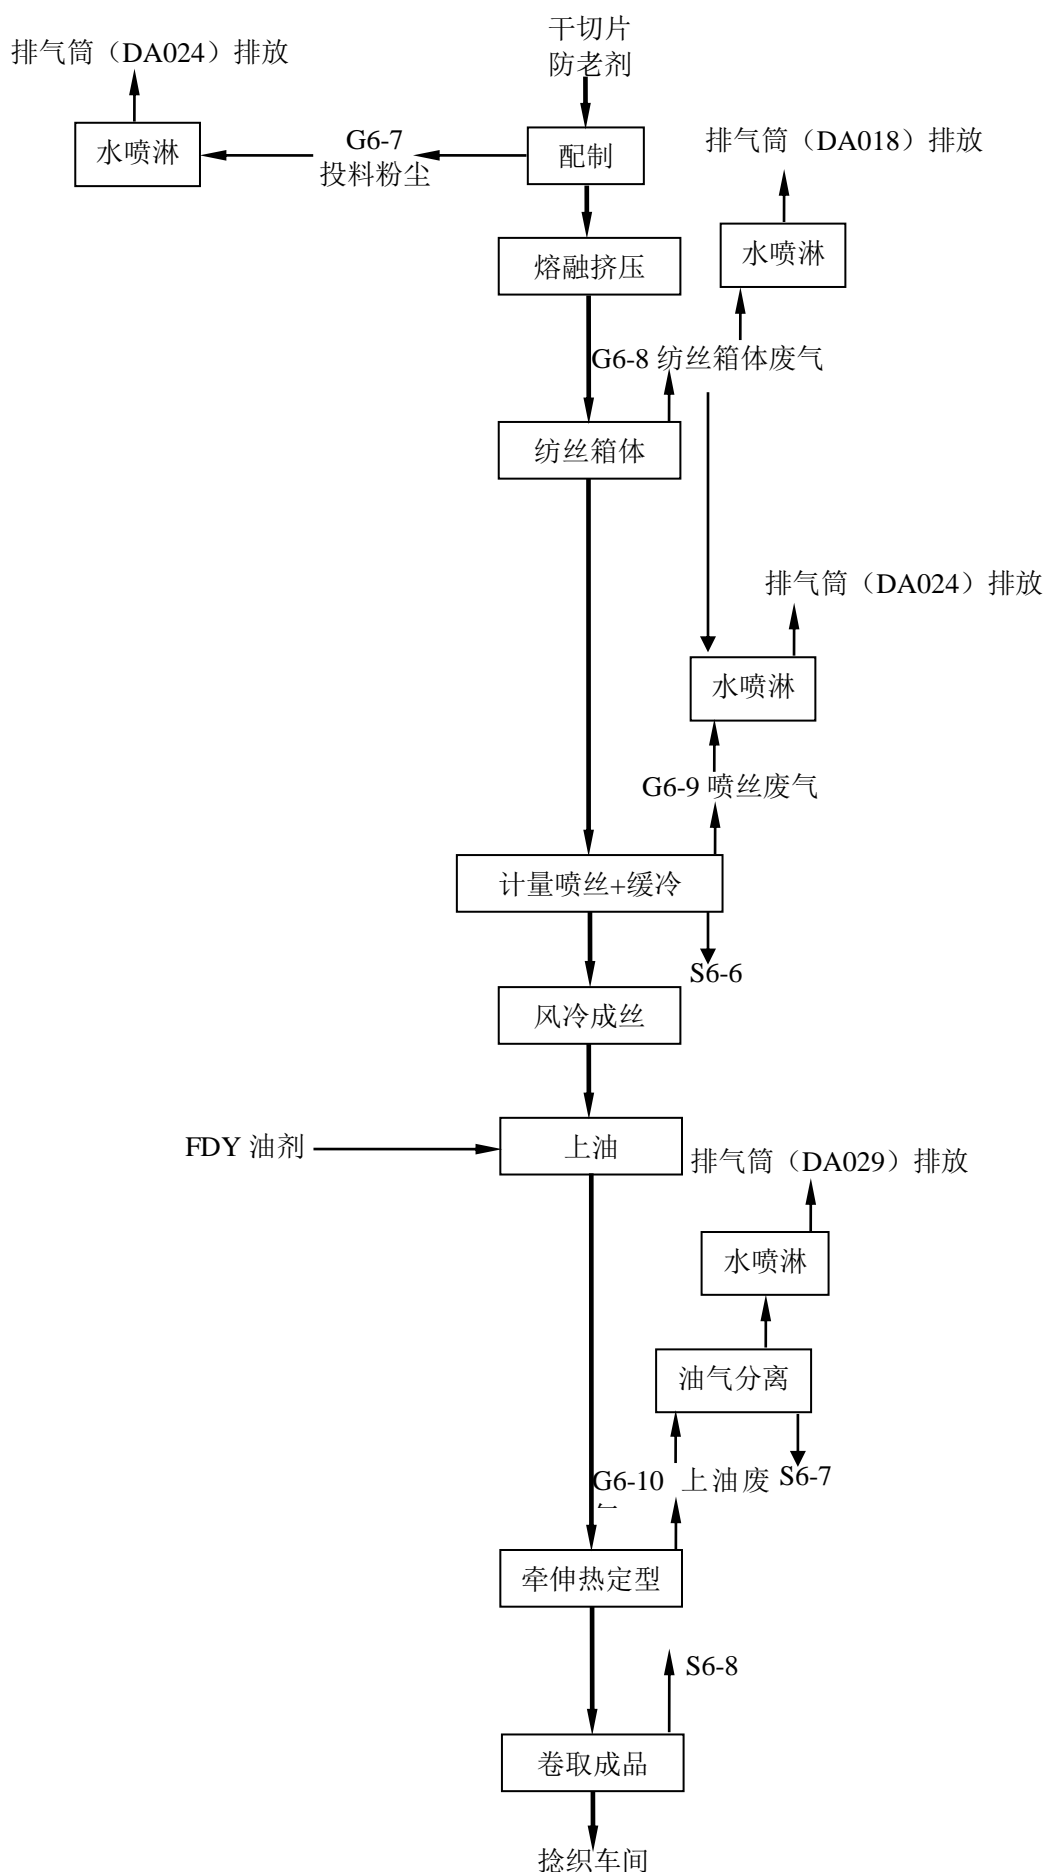 干切片
防老剂
排气筒（DA024）排放
水喷淋
G6-7
投料粉尘
配制
排气筒（DA018）排放
水喷淋
熔融挤压
G6-8 纺丝箱体废气
纺丝箱体
排气筒（DA024）排放
水喷淋
G6-9 喷丝废气
计量喷丝+缓冷
S6-6
风冷成丝
FDY 油剂
上油
排气筒（DA029）排放
水喷淋
油气分离
G6-10 上油废
S6-7
牵伸热定型
S6-8
卷取成品
捻织车间